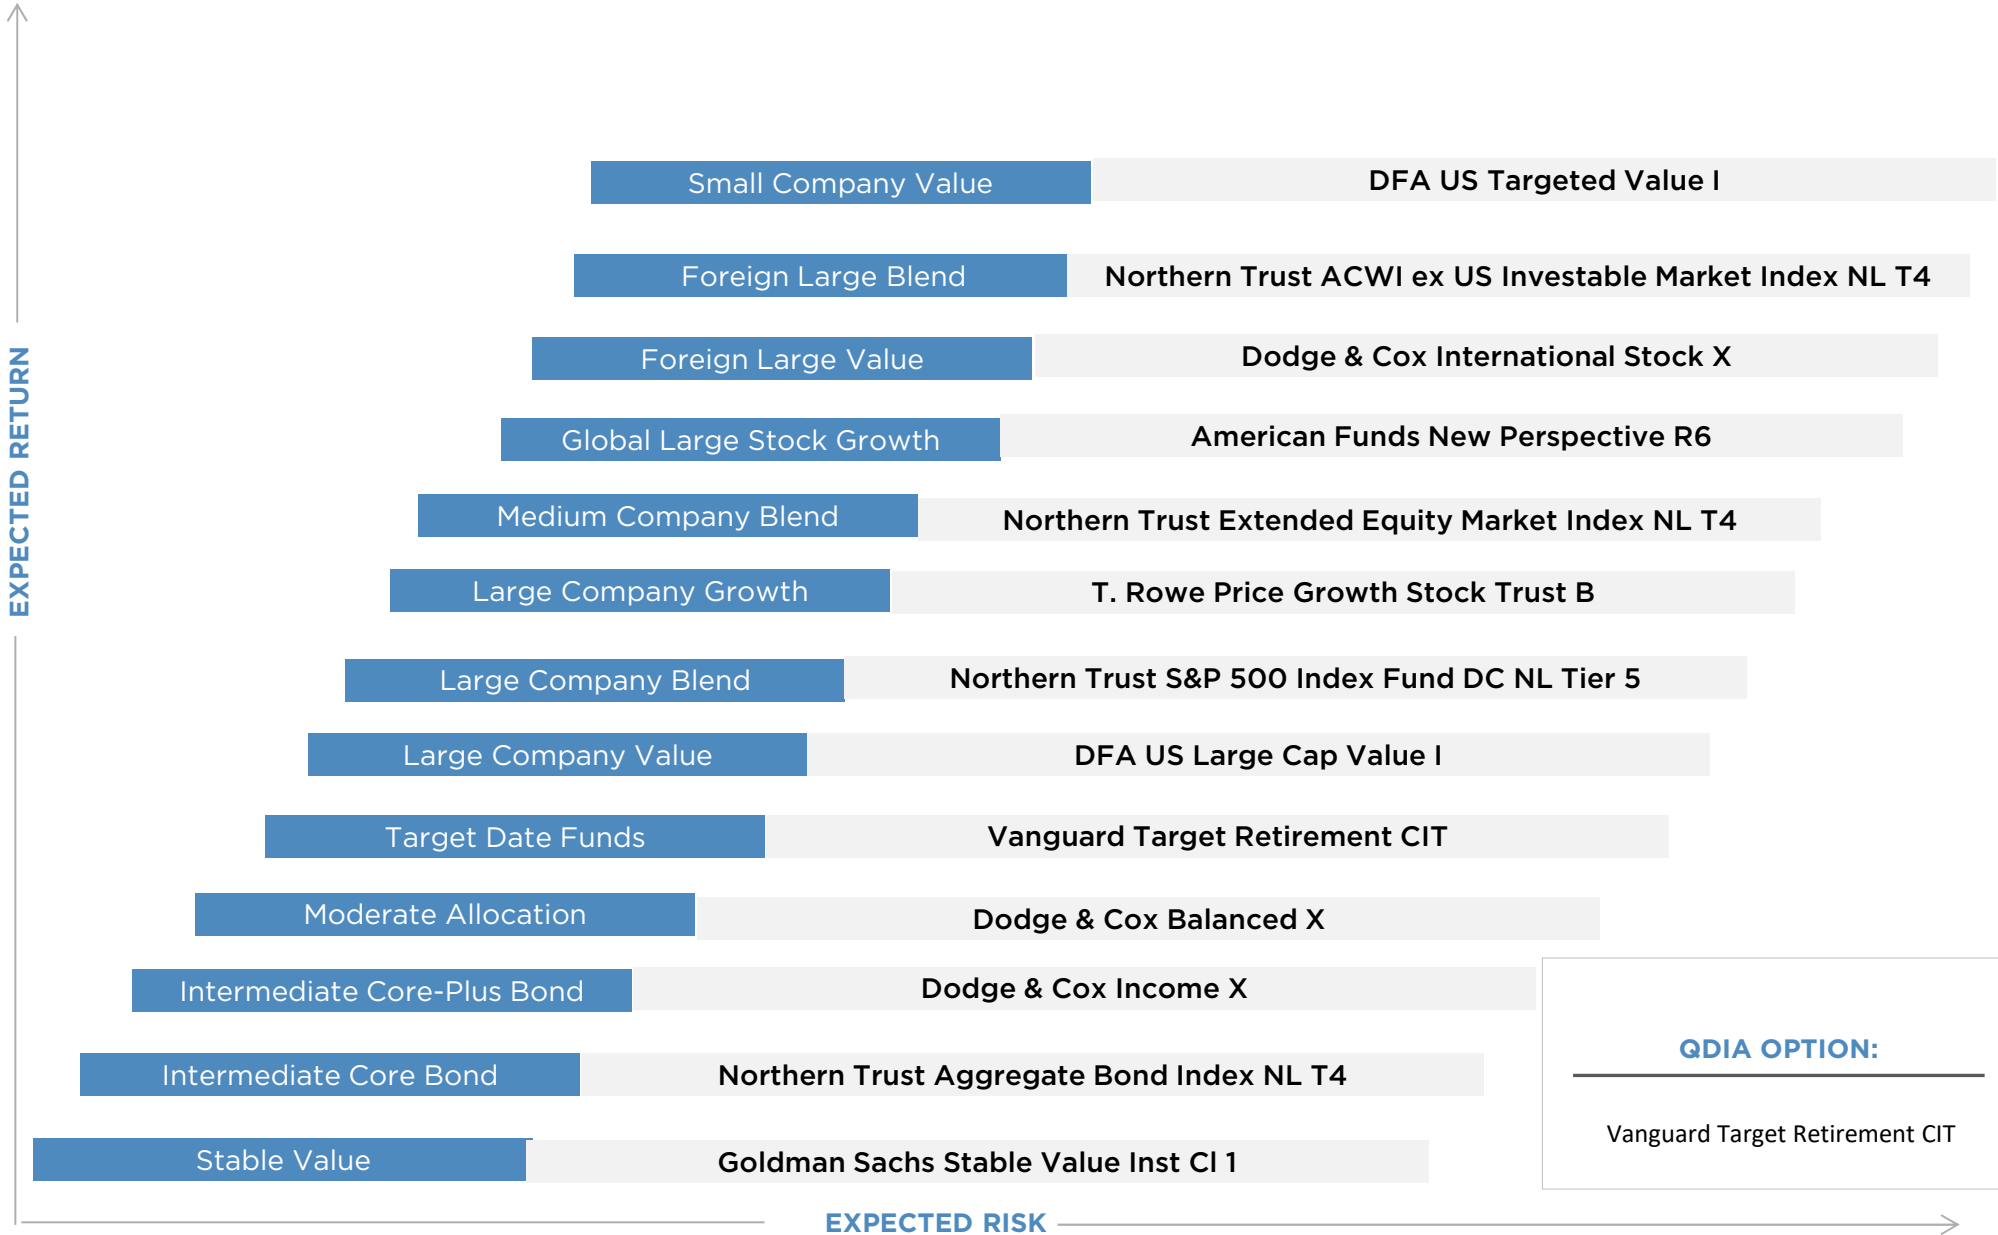 Small Company Value
DFA US Targeted Value I
Foreign Large Blend
Northern Trust ACWI ex US Investable Market Index NL T4
Foreign Large Value
Dodge & Cox International Stock X
Global Large Stock Growth
American Funds New Perspective R6
Medium Company Blend
Northern Trust Extended Equity Market Index NL T4
Large Company Growth
T. Rowe Price Growth Stock Trust B
Large Company Blend
Northern Trust S&P 500 Index Fund DC NL Tier 5
Large Company Value
DFA US Large Cap Value I
Target Date Funds
Vanguard Target Retirement CIT
Moderate Allocation
Dodge & Cox Balanced X
Intermediate Core-Plus Bond
Dodge & Cox Income X
Intermediate Core Bond
Northern Trust Aggregate Bond Index NL T4
Stable Value
Goldman Sachs Stable Value Inst Cl 1
EXPECTED RETURN
EXPECTED RISK
QDIA OPTION:
Vanguard Target Retirement CIT